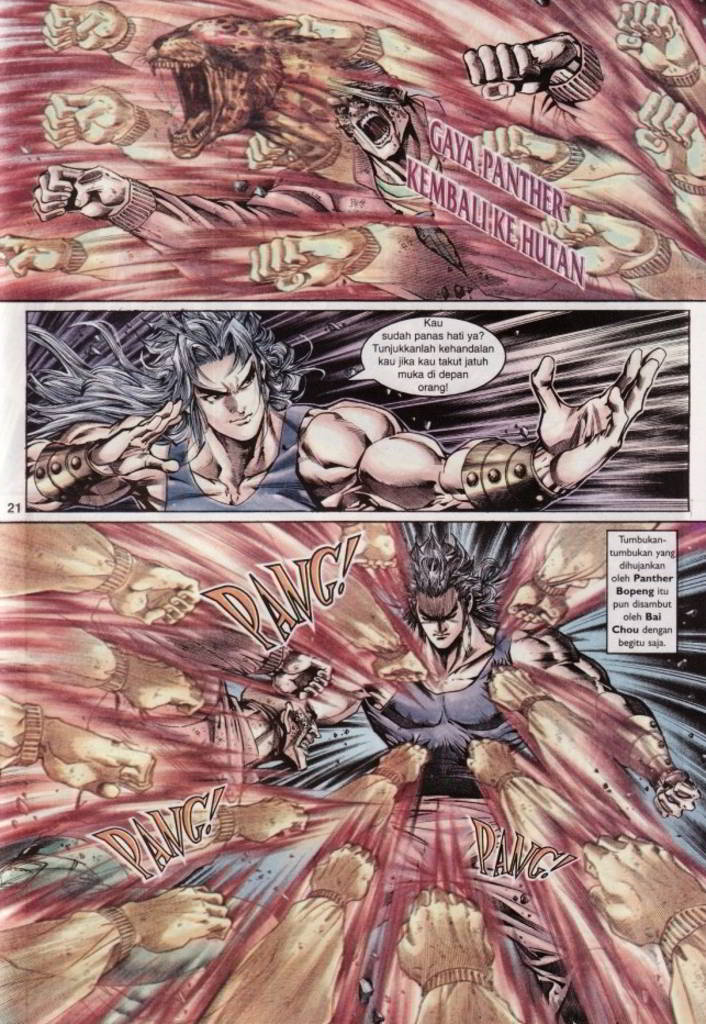 GAYA PANTHER
KEMBALI KE HUTAN
Kau
sudah panas hati ya?
Tunjukkanlah kehandalan
kau jika kau takut jatuh
muka di depan
orang!
21
PANG!
Tumbukan-
tumbukan yang
dihujankan
oleh Panther
Bopeng itu
pun disambut
oleh Bai
Chou dengan
begitu saja.
PANG!
PANG!